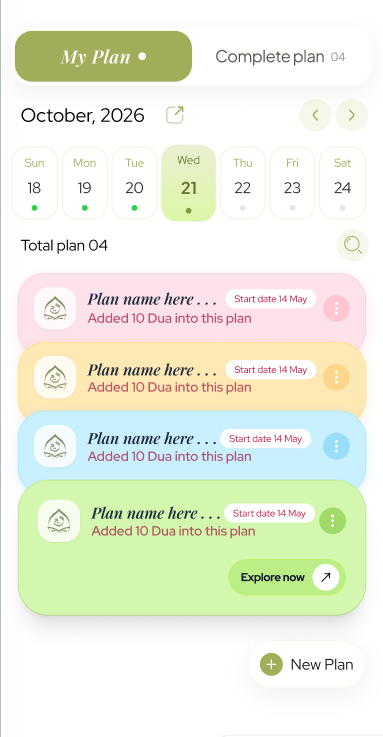 My Plan
Complete plan 04
October, 2026
Sun Mon Tue Wed Thu Fri Sat
18 19 20 21 22 23 24
Total plan 04
Plan name here . . . Start date 14 May
Added 10 Dua into this plan
Plan name here . . . Start date 14 May
Added 10 Dua into this plan
Plan name here . . . Start date 14 May
Added 10 Dua into this plan
Plan name here . . . Start date 14 May
Added 10 Dua into this plan
Explore now
New Plan